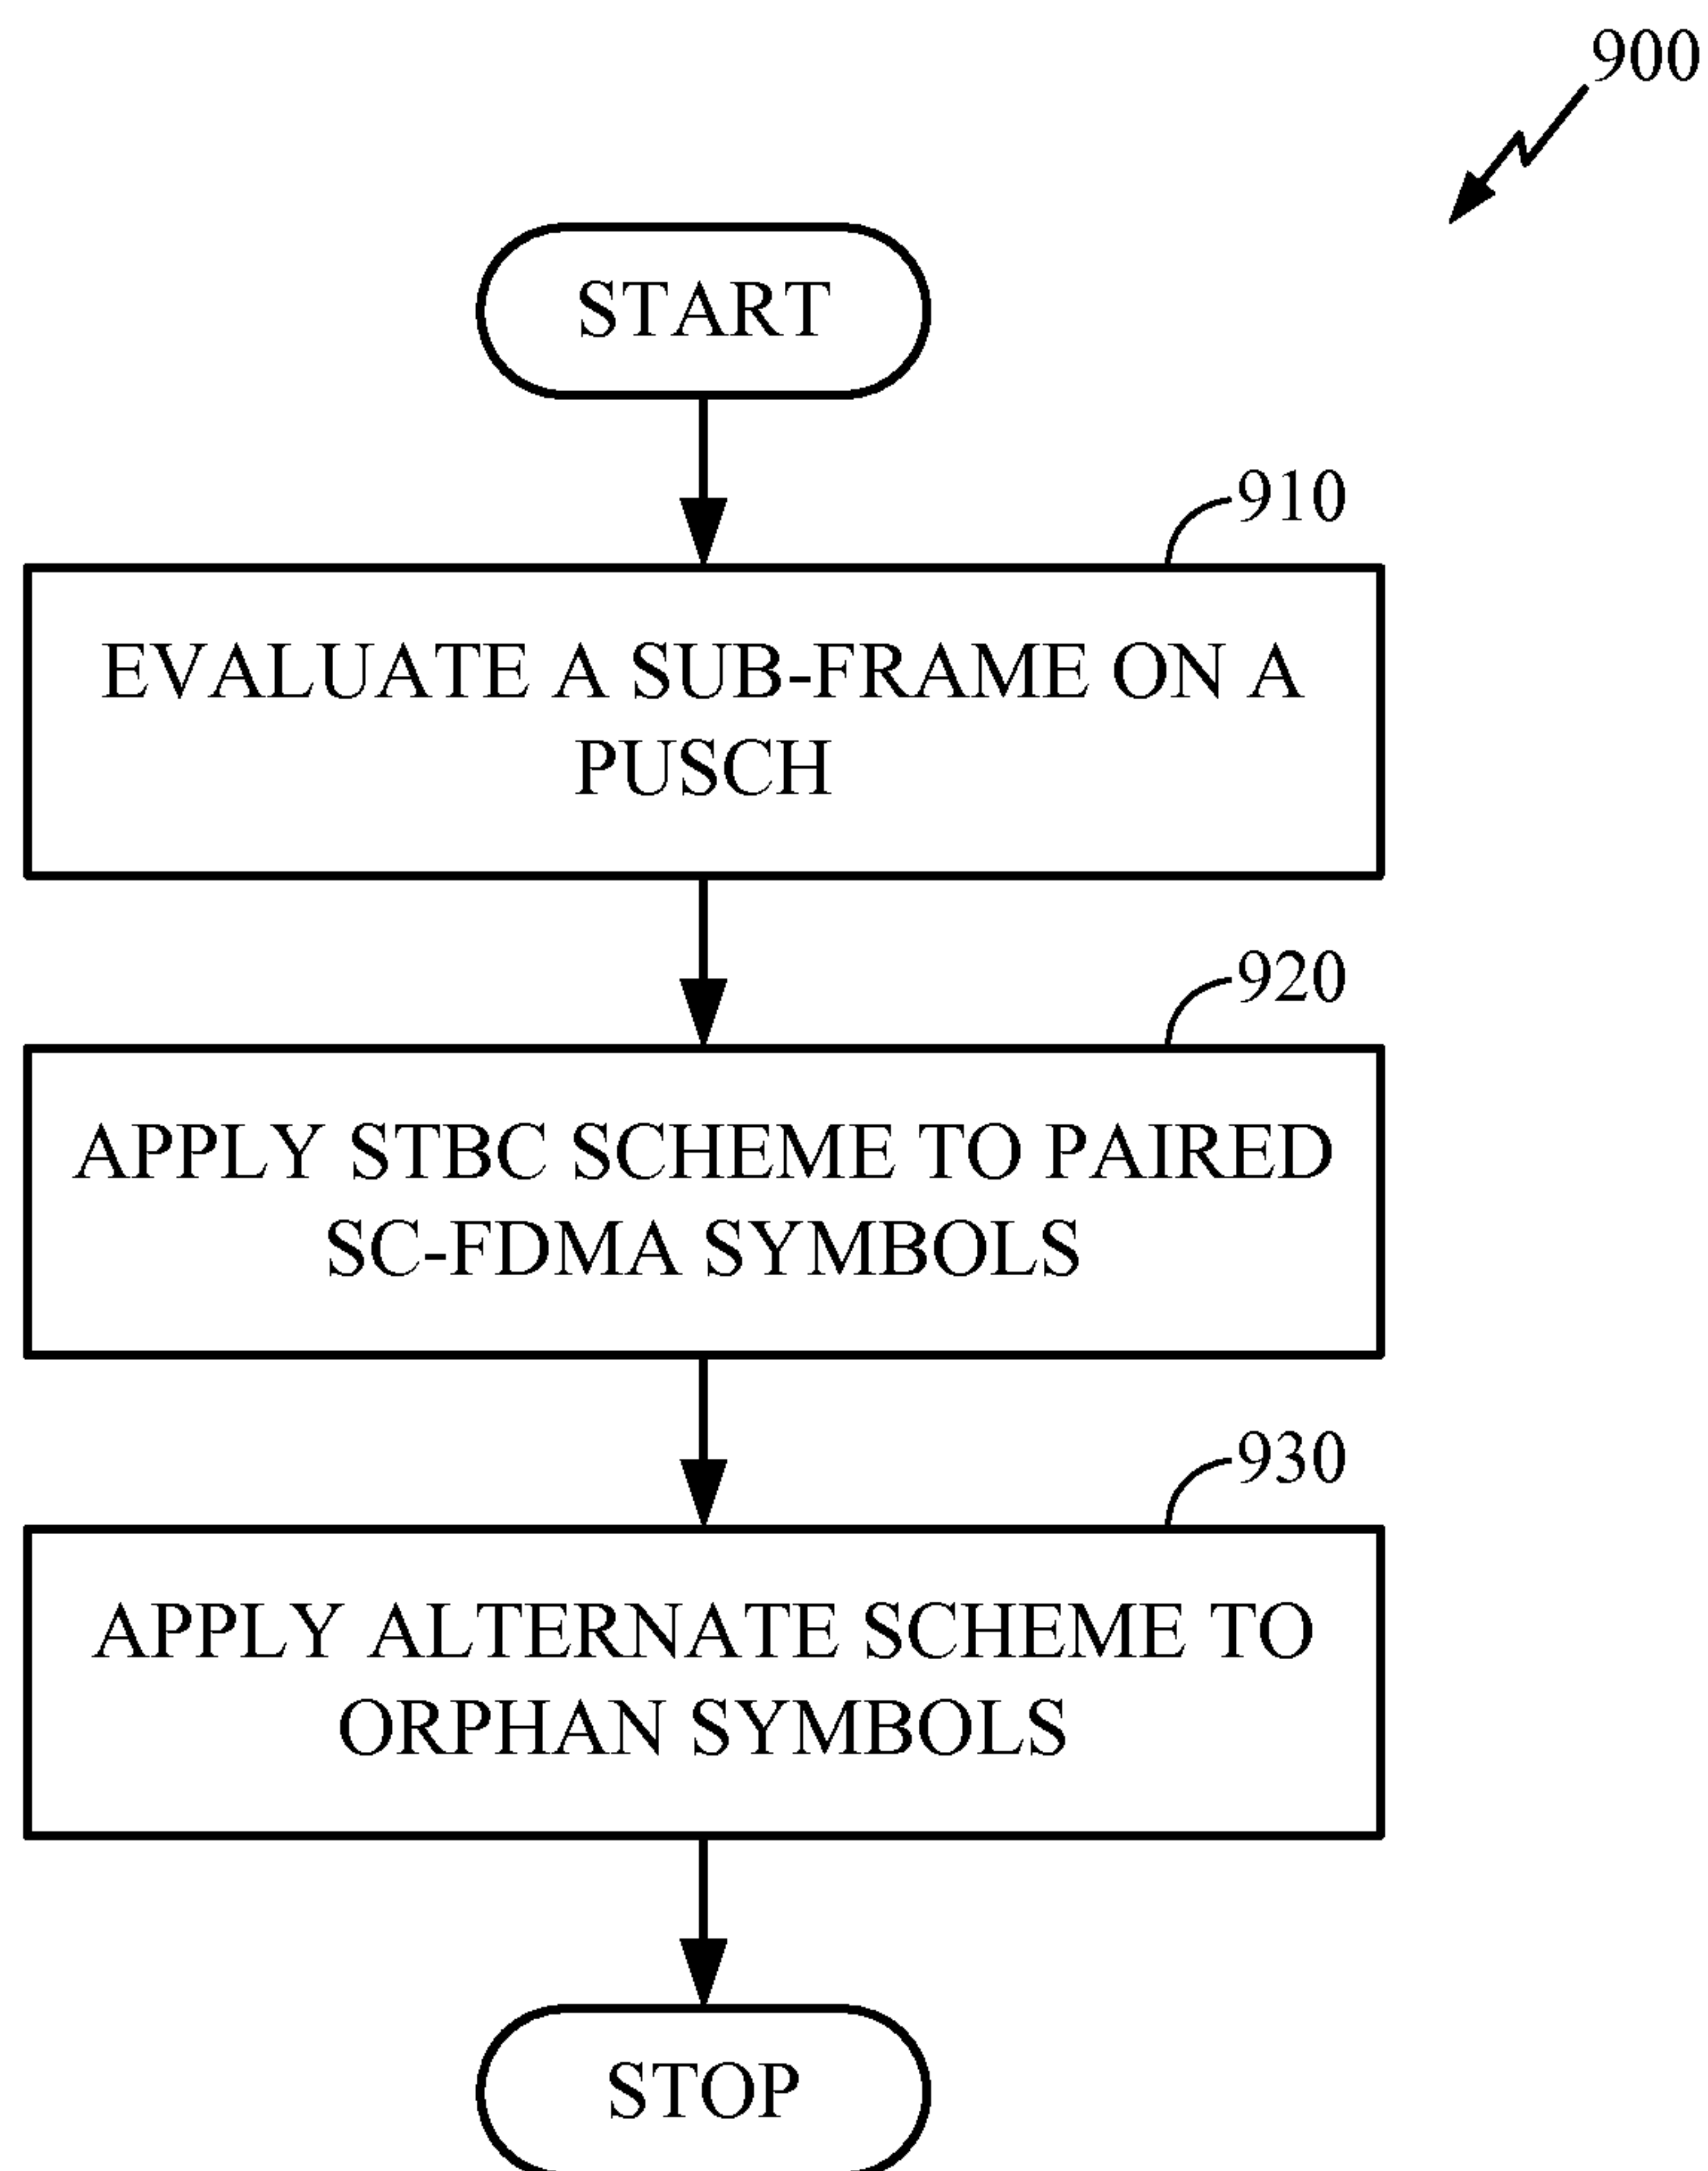 900
START
910
EVALUATE A SUB-FRAME ON A
PUSCH
920
APPLY STBC SCHEME TO PAIRED
SC-FDMA SYMBOLS
930
APPLY ALTERNATE SCHEME TO
ORPHAN SYMBOLS
STOP